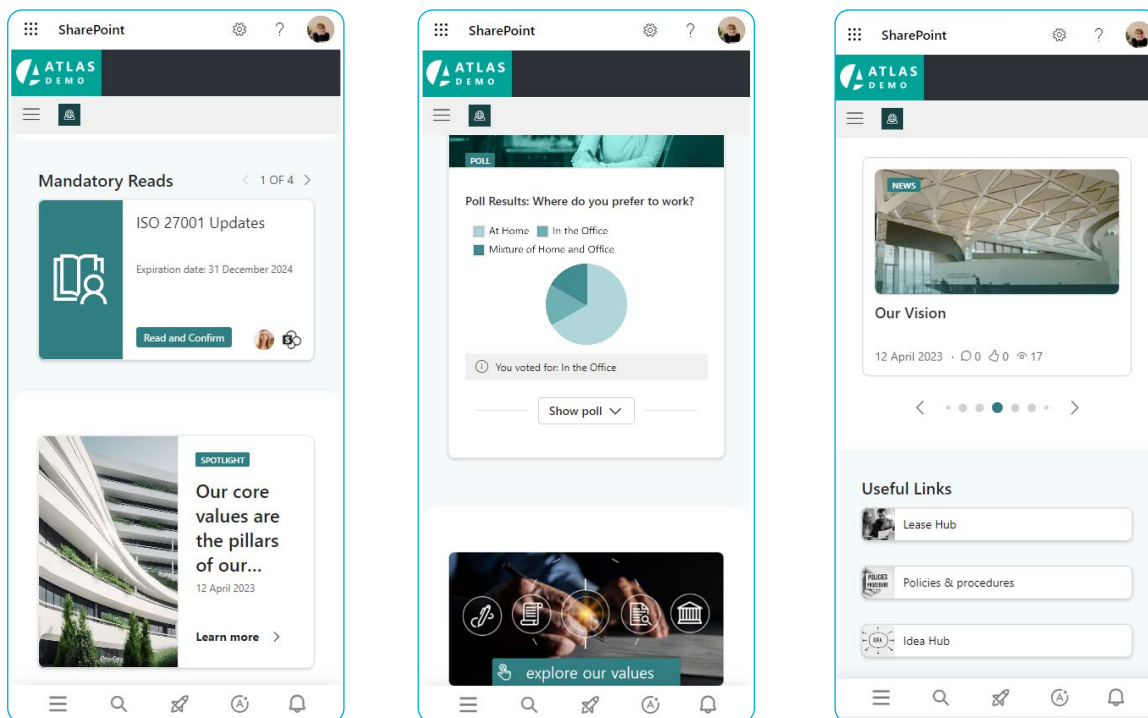 SharePoint
?
ATLAS
DEMO
Mandatory Reads
1 OF 4
ISO 27001 Updates
Expiration date: 31 December 2024
Read and Confirm
S
SPOTLIGHT
Our core
values are
the pillars
of our...
12 April 2023
Learn more
A
SharePoint
?
ATLAS
DEMO
POLL
Poll Results: Where do you prefer to work?
At Home In the Office
Mixture of Home and Office
You voted for: In the Office
Show poll
explore our values
A
SharePoint
?
ATLAS
DEMO
NEWS
Our Vision
12 April 2023 · 0 0 17
Useful Links
Lease Hub
POLICIES
PROCEDURE
Policies & procedures
IDEA
Idea Hub
A